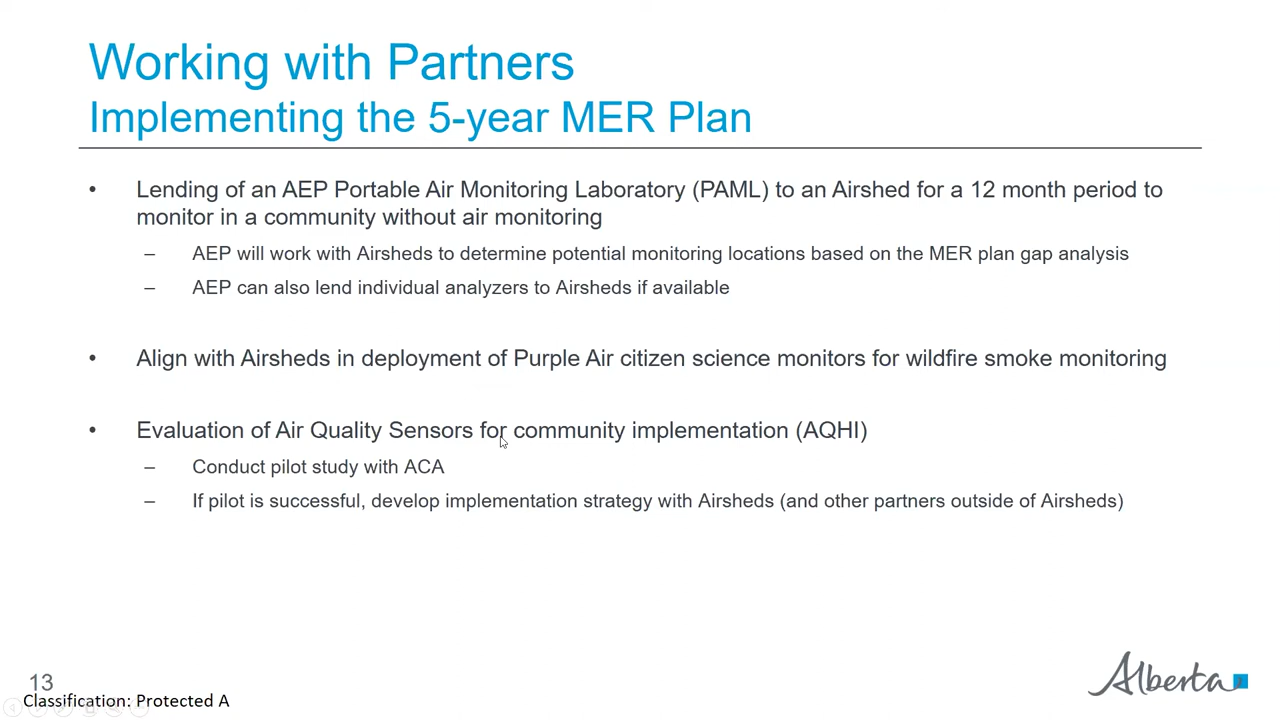 Working with Partners
Implementing the 5-year MER Plan
• Lending of an AEP Portable Air Monitoring Laboratory (PAML) to an Airshed for a 12 month period to
monitor in a community without air monitoring
– AEP will work with Airsheds to determine potential monitoring locations based on the MER plan gap analysis
– AEP can also lend individual analyzers to Airsheds if available
• Align with Airsheds in deployment of Purple Air citizen science monitors for wildfire smoke monitoring
• Evaluation of Air Quality Sensors for community implementation (AQHI)
– Conduct pilot study with ACA
– If pilot is successful, develop implementation strategy with Airsheds (and other partners outside of Airsheds)
13
Classification: Protected A
Alberta